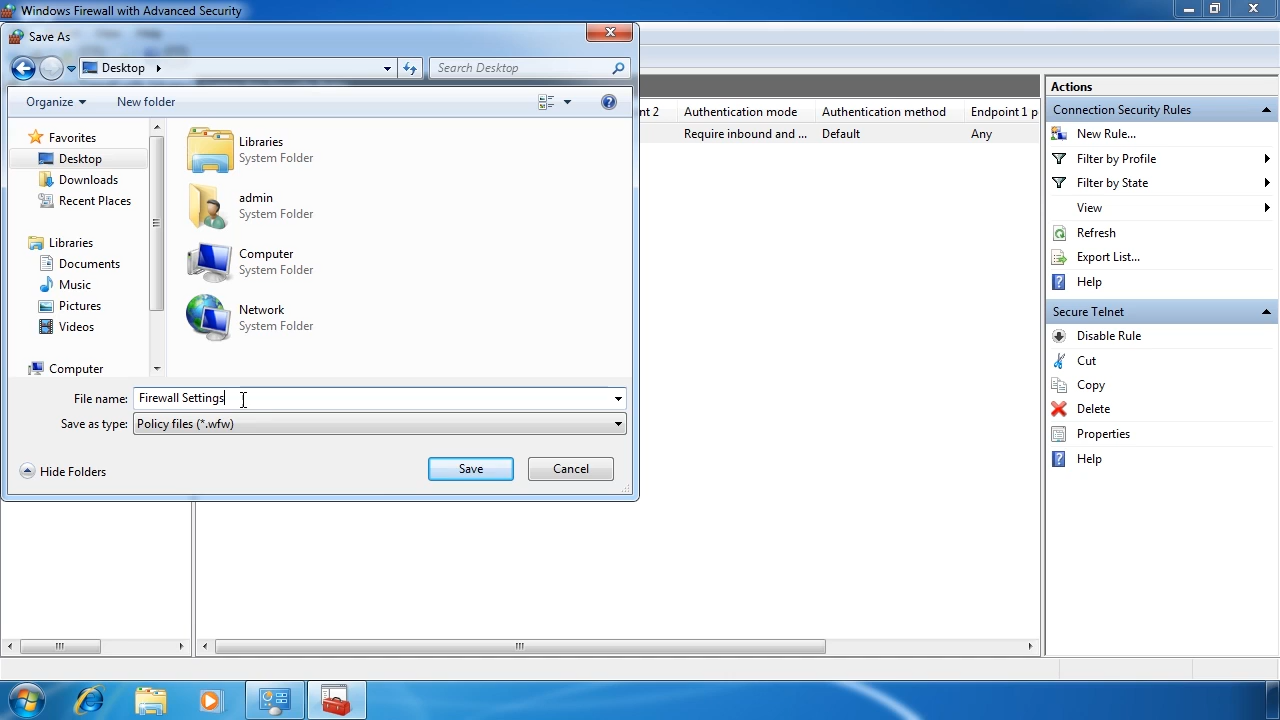 Windows Firewall with Advanced Security
Save As
Desktop
Search Desktop
Organize
New folder
Favorites
Desktop
Downloads
Recent Places
Libraries
Documents
Music
Pictures
Videos
Computer
Libraries
System Folder
admin
System Folder
Computer
System Folder
Network
System Folder
File name: Firewall Settings
Save as type: Policy files (*.wfw)
Hide Folders
Save
Cancel
nt 2
Authentication mode
Authentication method
Endpoint 1 p
Require inbound and ...
Default
Any
Actions
Connection Security Rules
New Rule...
Filter by Profile
Filter by State
View
Refresh
Export List...
Help
Secure Telnet
Disable Rule
Cut
Copy
Delete
Properties
Help